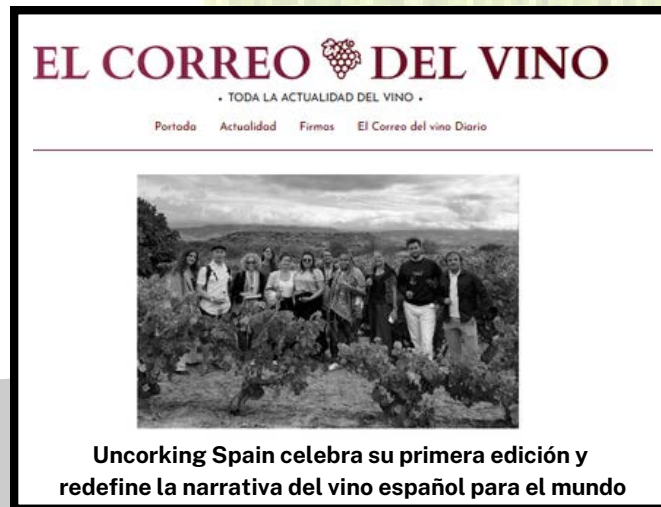 EL CORREO DEL VINO
• TODA LA ACTUALIDAD DEL VINO •
Portada Actualidad Firmas El Correo del vino Diario
Uncorking Spain celebra su primera edición y
redefine la narrativa del vino español para el mundo